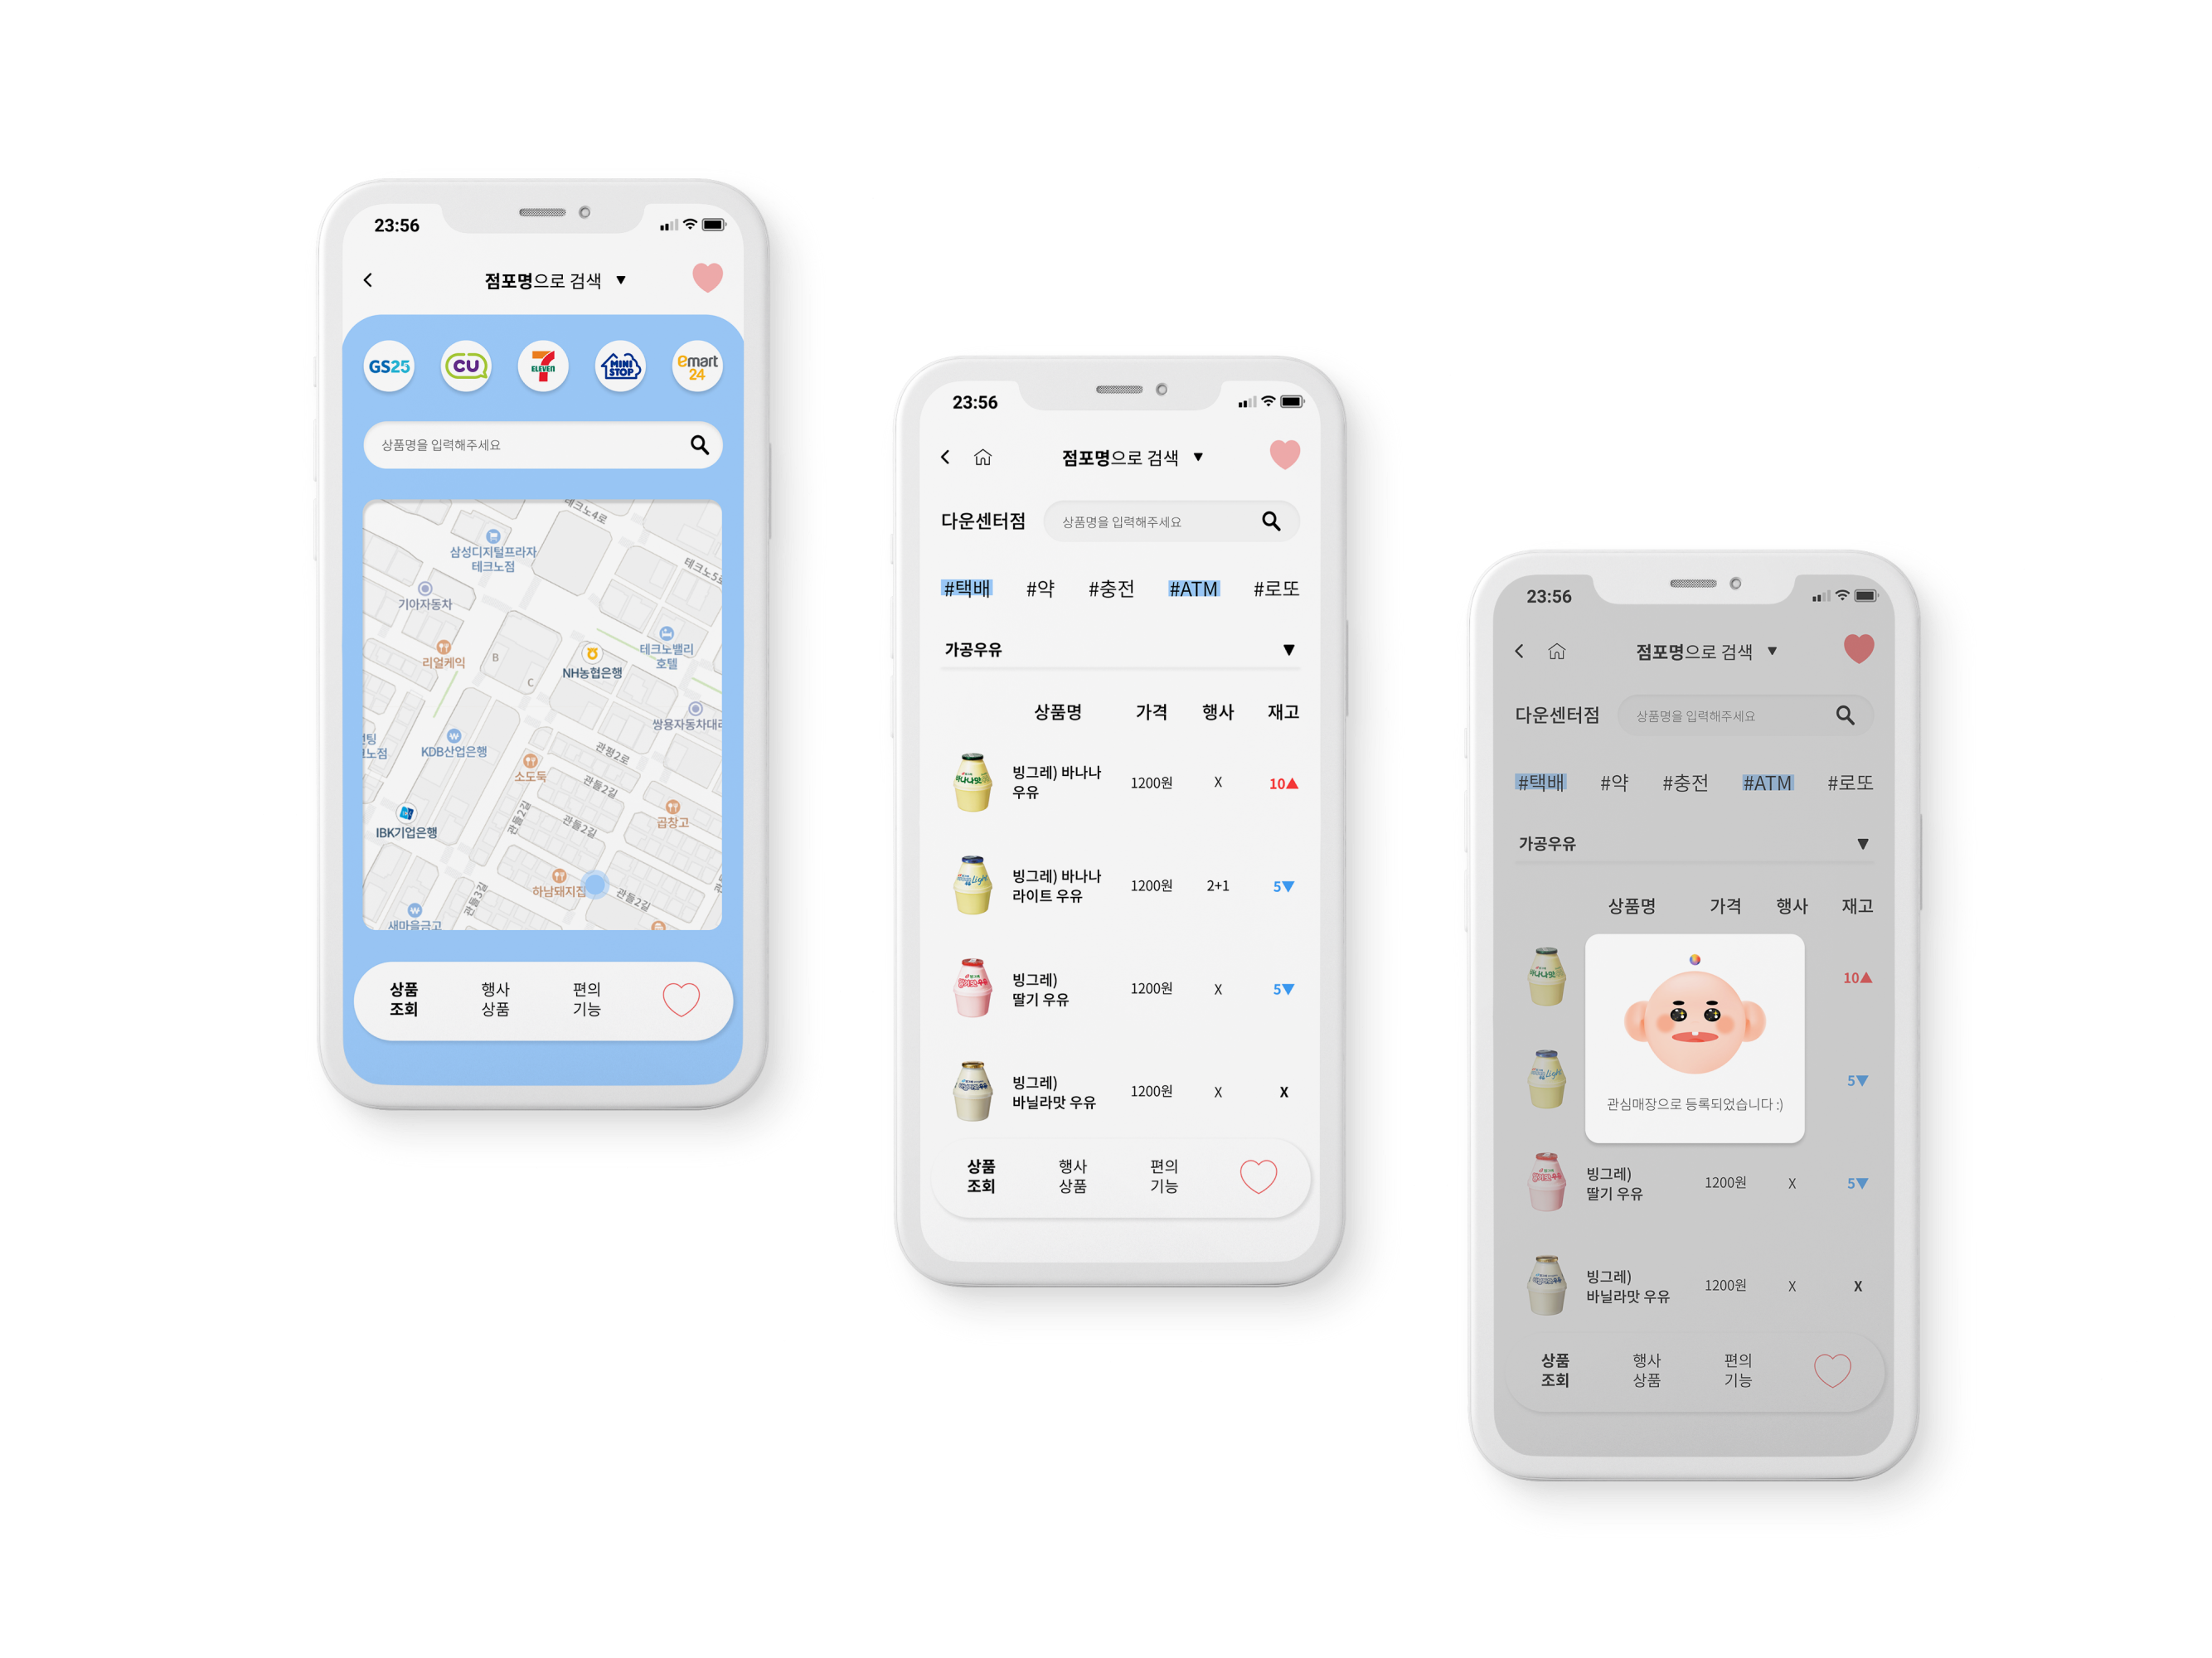 23:56
점포명으로 검색 ▼
GS25
CU
7
ELEVEn
MINI
STOP
emart
24
상품명을 입력해주세요
테크노4로
삼성디지털프라자
테크노점
테크노5로
기아자동차
리얼케익
B
C
NH농협은행
테크노밸리
호텔
쌍용자동차대리
KDB산업은행
관평2로
소도둑
관들2길
관들2길
관들2길
곱창고
IBK기업은행
하남돼지집
관들2길
관들3길
새마을금고
상품
조회
행사
상품
편의
기능
23:56
점포명으로 검색 ▼
다운센터점
상품명을 입력해주세요
#택배 #약 #충전 #ATM #로또
가공우유 ▼
상품명 가격 행사 재고
빙그레) 바나나
우유
1200원 X 10▲
빙그레) 바나나
라이트 우유
1200원 2+1 5▼
빙그레)
딸기 우유
1200원 X 5▼
빙그레)
바닐라맛 우유
1200원 X X
상품
조회
행사
상품
편의
기능
23:56
점포명으로 검색 ▼
다운센터점
상품명을 입력해주세요
#택배 #약 #충전 #ATM #로또
가공우유 ▼
상품명 가격 행사 재고
10▲
5▼
관심매장으로 등록되었습니다 :)
빙그레)
딸기 우유
1200원 X 5▼
빙그레)
바닐라맛 우유
1200원 X X
상품
조회
행사
상품
편의
기능